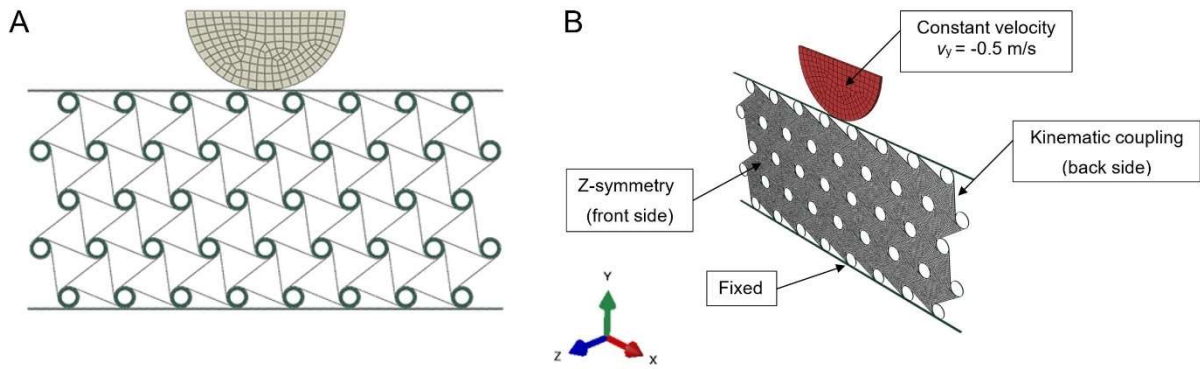 A
B
Constant velocity
vy = -0.5 m/s
Kinematic coupling
(back side)
Z-symmetry
(front side)
Fixed
Y
Z
X